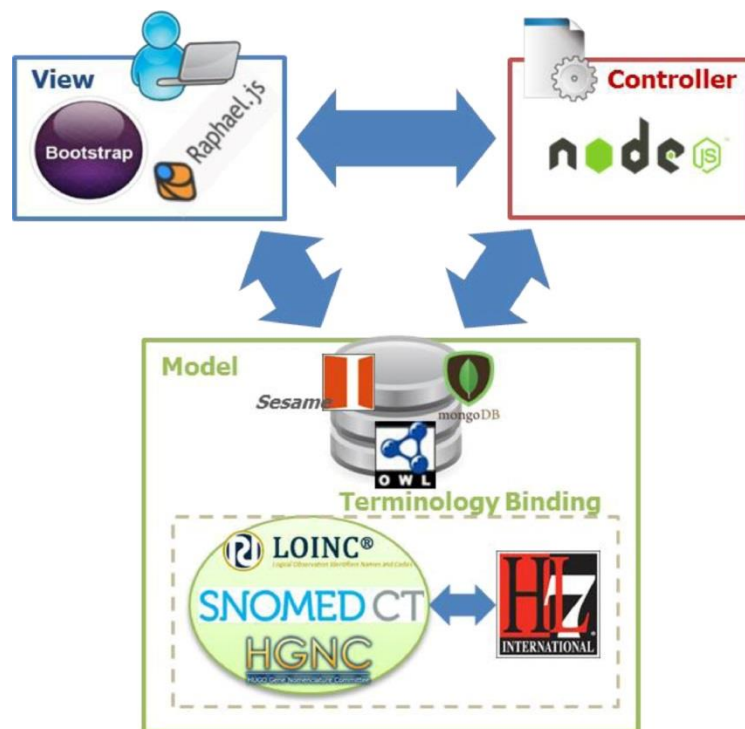 View
Bootstrap
Raphael.js
Controller
node
JS
Model
Sesame
mongoDB
OWL
Terminology Binding
LOINC®
Logical Observation Identifiers Names and Codes
SNOMED CT
HGNC
HUGO Gene Nomenclature Committee
HL7
INTERNATIONAL